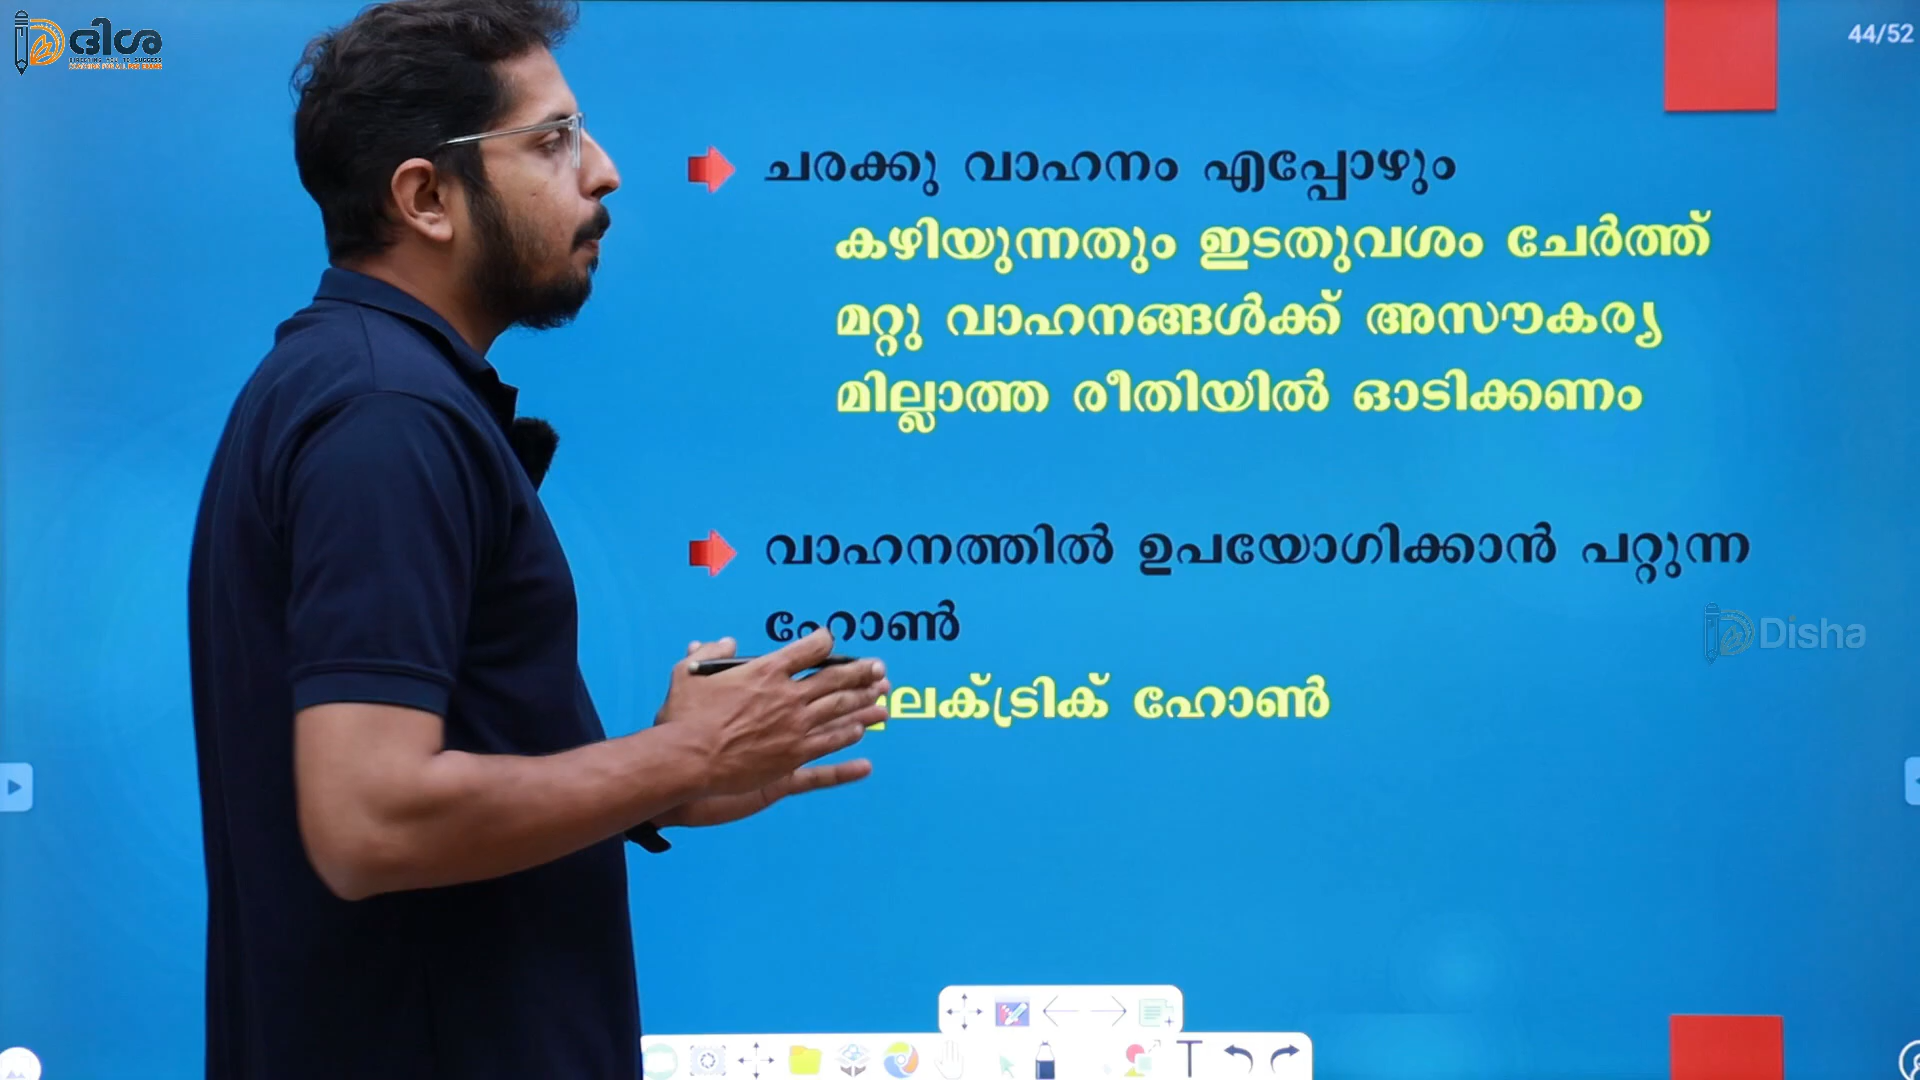 ദിശ
44/52
ചരക്കു വാഹനം എപ്പോഴും
കഴിയുന്നതും ഇടതുവശം ചേർത്ത്
മറ്റു വാഹനങ്ങൾക്ക് അസൗകര്യ
മില്ലാത്ത രീതിയിൽ ഓടിക്കണം
വാഹനത്തിൽ ഉപയോഗിക്കാൻ പറ്റുന്ന
ഹോൺ
Disha
ഹോൺ